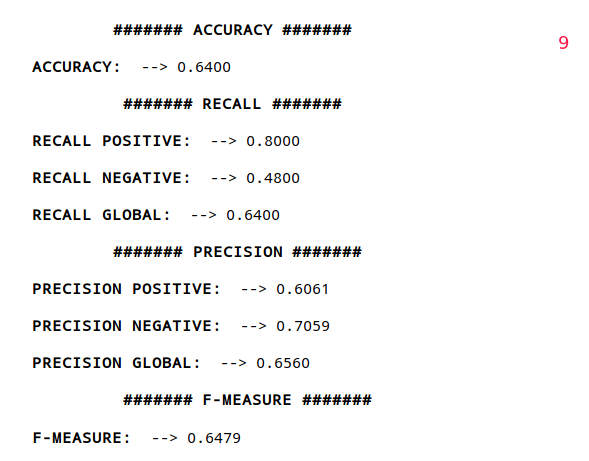 ####### ACCURACY #######
9
ACCURACY: --> 0.6400
####### RECALL #######
RECALL POSITIVE: --> 0.8000
RECALL NEGATIVE: --> 0.4800
RECALL GLOBAL: --> 0.6400
####### PRECISION #######
PRECISION POSITIVE: --> 0.6061
PRECISION NEGATIVE: --> 0.7059
PRECISION GLOBAL: --> 0.6560
####### F-MEASURE #######
F-MEASURE: --> 0.6479